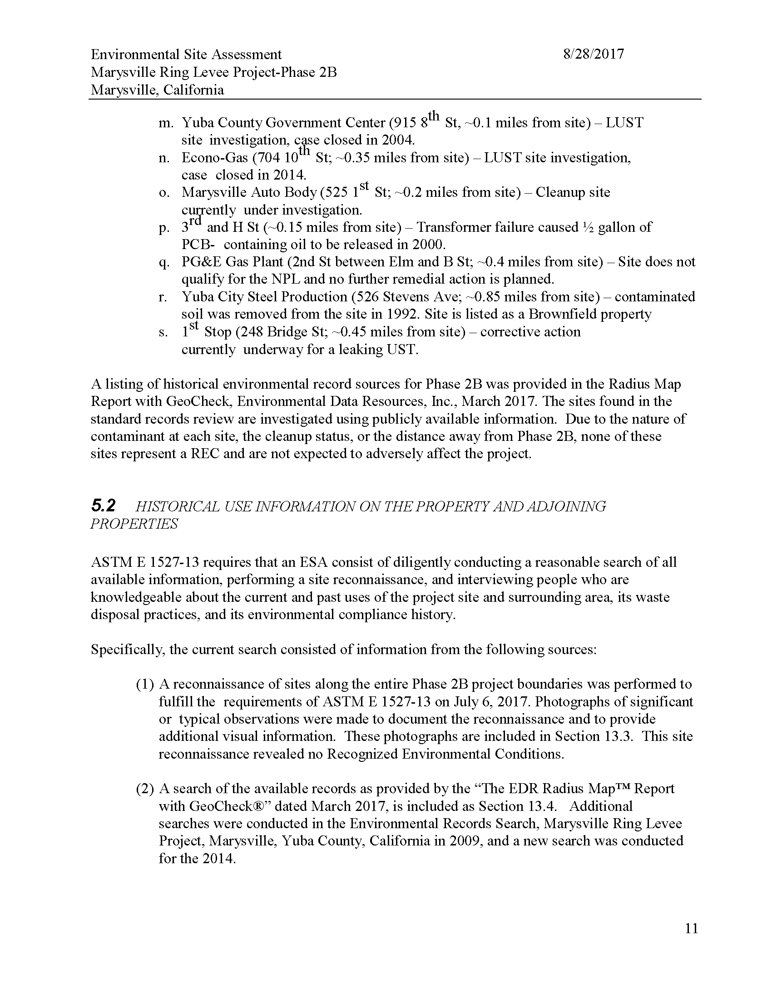 Environmental Site Assessment 8/28/2017
Marysville Ring Levee Project-Phase 2B
Marysville, California
m. Yuba County Government Center (915 8th St, ~0.1 miles from site) – LUST
site investigation, case closed in 2004.
n. Econo-Gas (704 10th St; ~0.35 miles from site) – LUST site investigation,
case closed in 2014.
o. Marysville Auto Body (525 1st St; ~0.2 miles from site) – Cleanup site
currently under investigation.
p. 3rd and H St (~0.15 miles from site) – Transformer failure caused ½ gallon of
PCB- containing oil to be released in 2000.
q. PG&E Gas Plant (2nd St between Elm and B St; ~0.4 miles from site) – Site does not
qualify for the NPL and no further remedial action is planned.
r. Yuba City Steel Production (526 Stevens Ave; ~0.85 miles from site) – contaminated
soil was removed from the site in 1992. Site is listed as a Brownfield property
s. 1st Stop (248 Bridge St; ~0.45 miles from site) – corrective action
currently underway for a leaking UST.
A listing of historical environmental record sources for Phase 2B was provided in the Radius Map
Report with GeoCheck, Environmental Data Resources, Inc., March 2017. The sites found in the
standard records review are investigated using publicly available information. Due to the nature of
contaminant at each site, the cleanup status, or the distance away from Phase 2B, none of these
sites represent a REC and are not expected to adversely affect the project.
5.2 HISTORICAL USE INFORMATION ON THE PROPERTY AND ADJOINING
PROPERTIES
ASTM E 1527-13 requires that an ESA consist of diligently conducting a reasonable search of all
available information, performing a site reconnaissance, and interviewing people who are
knowledgeable about the current and past uses of the project site and surrounding area, its waste
disposal practices, and its environmental compliance history.
Specifically, the current search consisted of information from the following sources:
(1) A reconnaissance of sites along the entire Phase 2B project boundaries was performed to
fulfill the requirements of ASTM E 1527-13 on July 6, 2017. Photographs of significant
or typical observations were made to document the reconnaissance and to provide
additional visual information. These photographs are included in Section 13.3. This site
reconnaissance revealed no Recognized Environmental Conditions.
(2) A search of the available records as provided by the “The EDR Radius Map™ Report
with GeoCheck®” dated March 2017, is included as Section 13.4. Additional
searches were conducted in the Environmental Records Search, Marysville Ring Levee
Project, Marysville, Yuba County, California in 2009, and a new search was conducted
for the 2014.
11